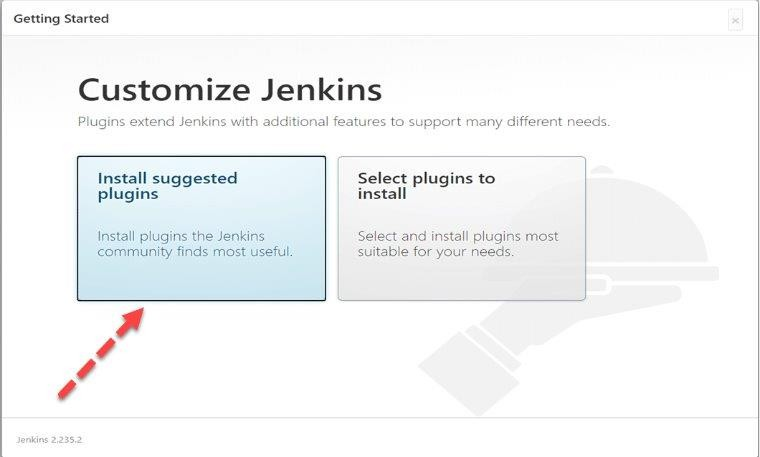 Getting Started
Customize Jenkins
Plugins extend Jenkins with additional features to support many different needs.
Install suggested
plugins
Install plugins the Jenkins
community finds most useful.
Select plugins to
install
Select and install plugins most
suitable for your needs.
Jenkins 2.235.2